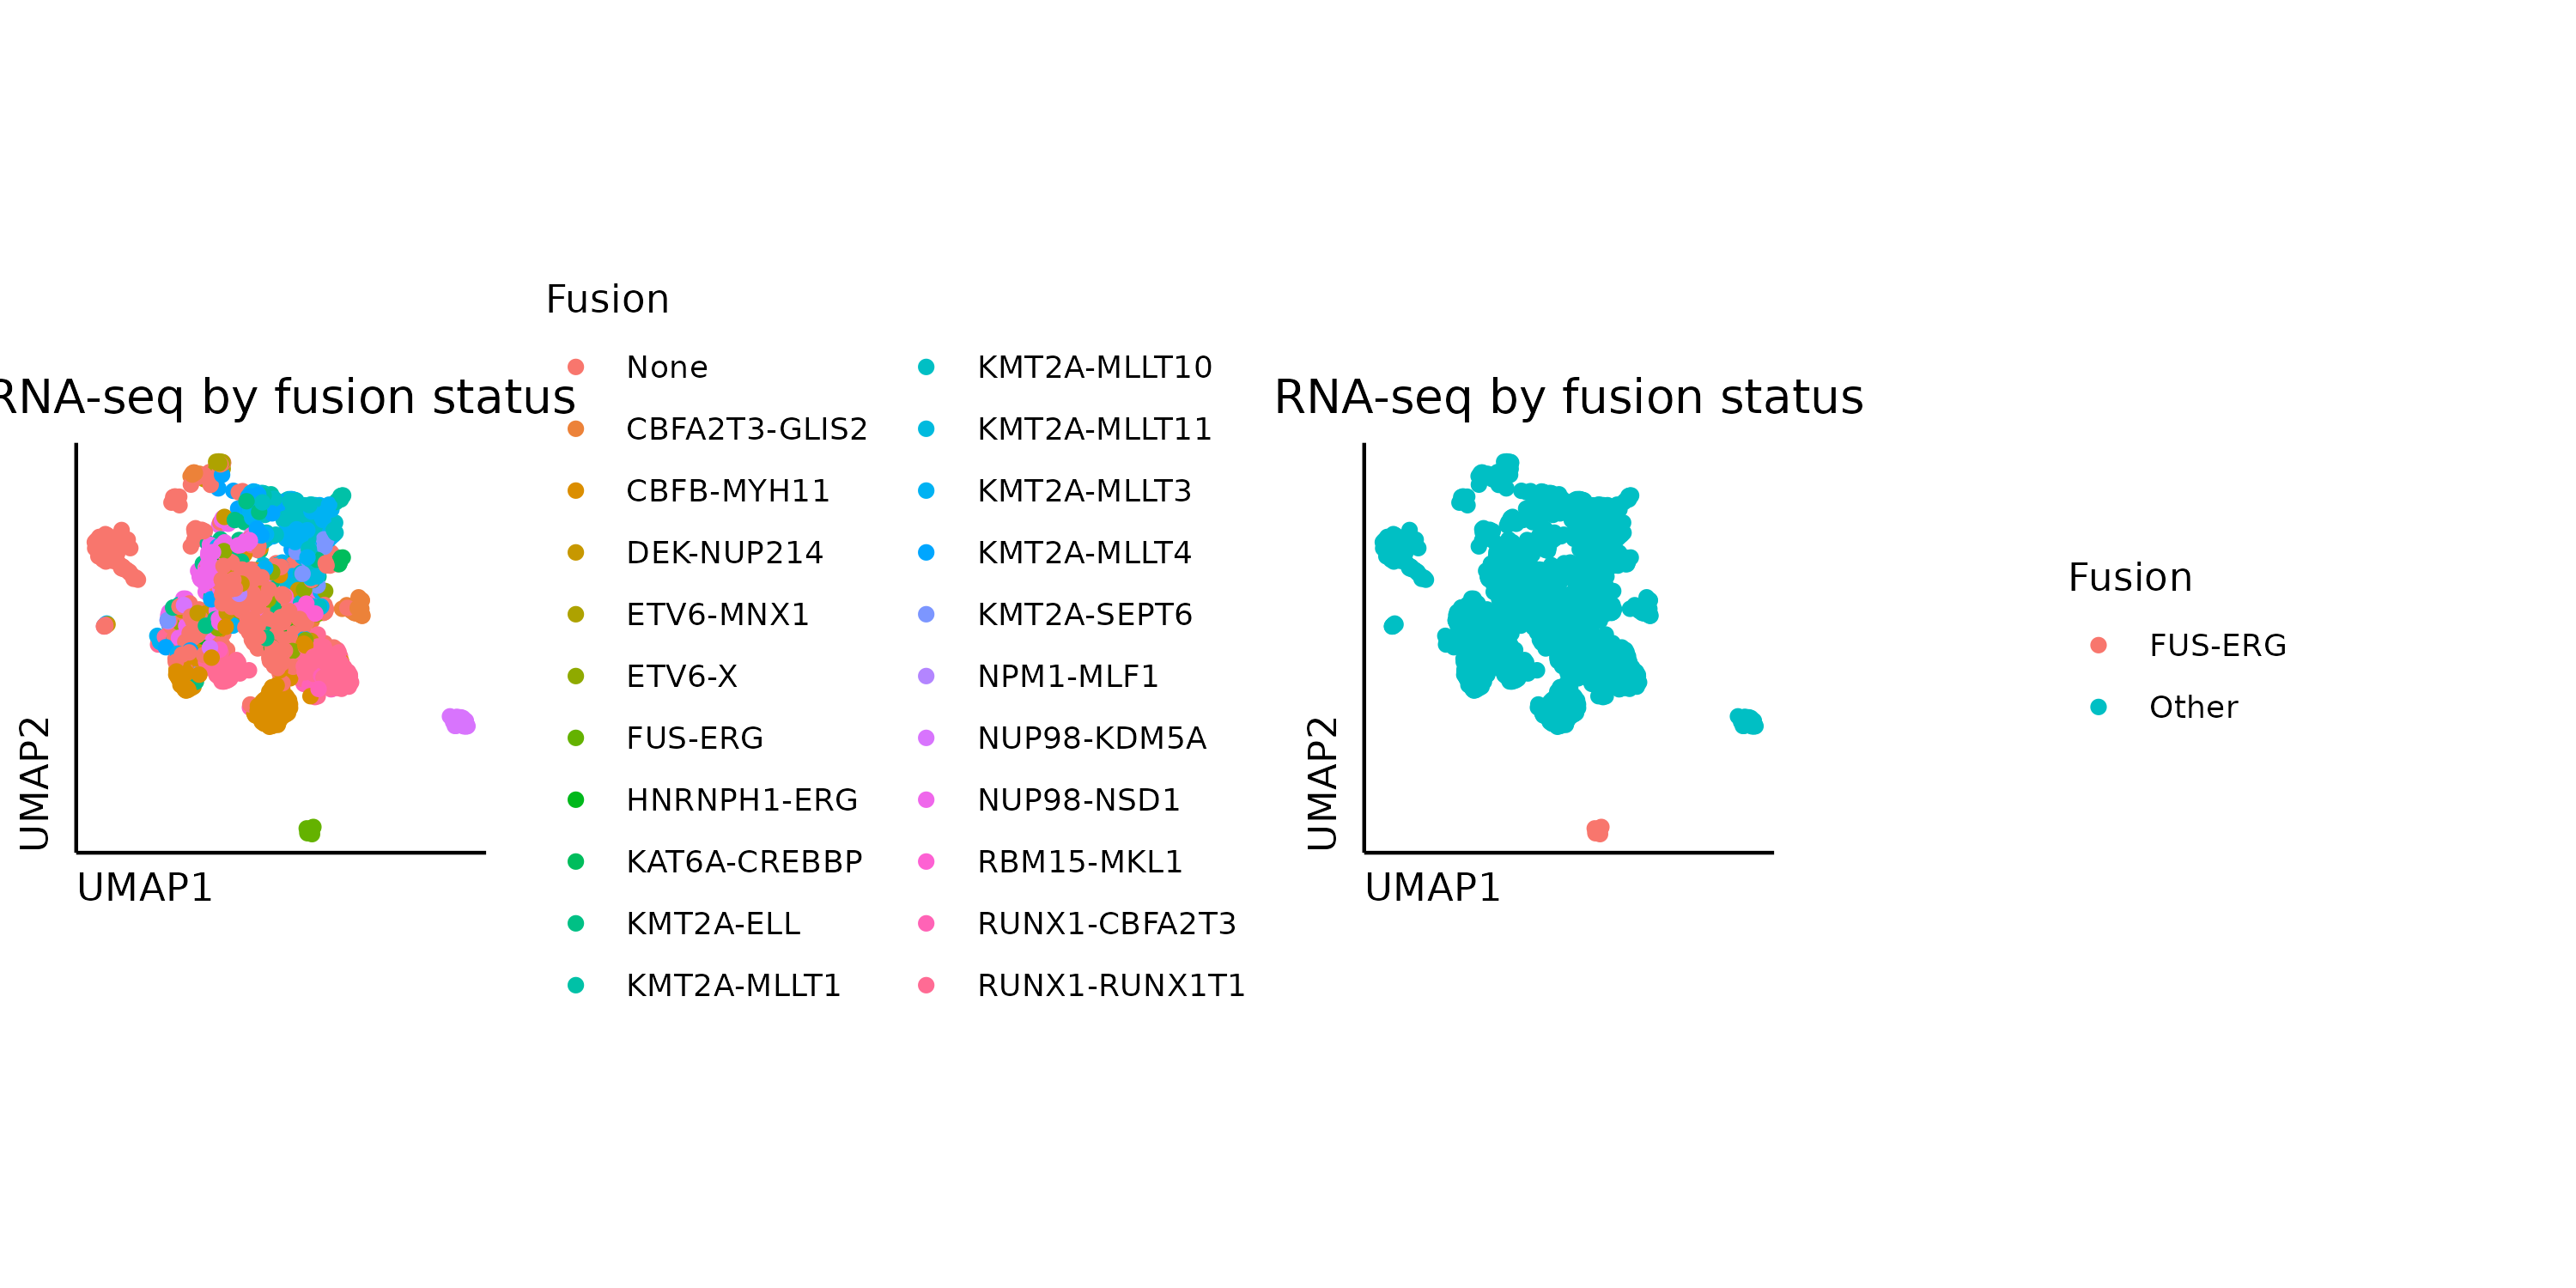 RNA-seq by fusion status
UMAP2
UMAP1
Fusion
None
CBFA2T3-GLIS2
CBFB-MYH11
DEK-NUP214
ETV6-MNX1
ETV6-X
FUS-ERG
HNRNPH1-ERG
KAT6A-CREBBP
KMT2A-ELL
KMT2A-MLLT1
KMT2A-MLLT10
KMT2A-MLLT11
KMT2A-MLLT3
KMT2A-MLLT4
KMT2A-SEPT6
NPM1-MLF1
NUP98-KDM5A
NUP98-NSD1
RBM15-MKL1
RUNX1-CBFA2T3
RUNX1-RUNX1T1
RNA-seq by fusion status
UMAP2
UMAP1
Fusion
FUS-ERG
Other